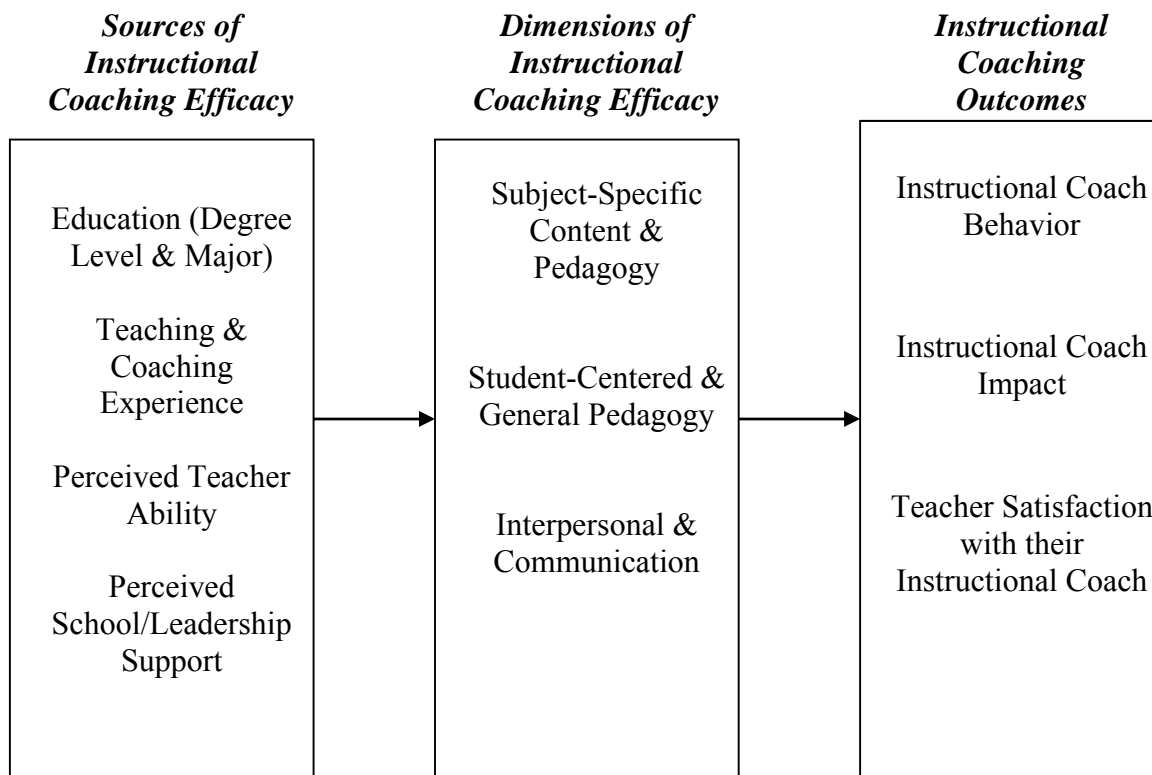 Sources of
Instructional
Coaching Efficacy
Education (Degree
Level & Major)
Teaching &
Coaching
Experience
Perceived Teacher
Ability
Perceived
School/Leadership
Support
Dimensions of
Instructional
Coaching Efficacy
Subject-Specific
Content &
Pedagogy
Student-Centered &
General Pedagogy
Interpersonal &
Communication
Instructional
Coaching
Outcomes
Instructional Coach
Behavior
Instructional Coach
Impact
Teacher Satisfaction
with their
Instructional Coach